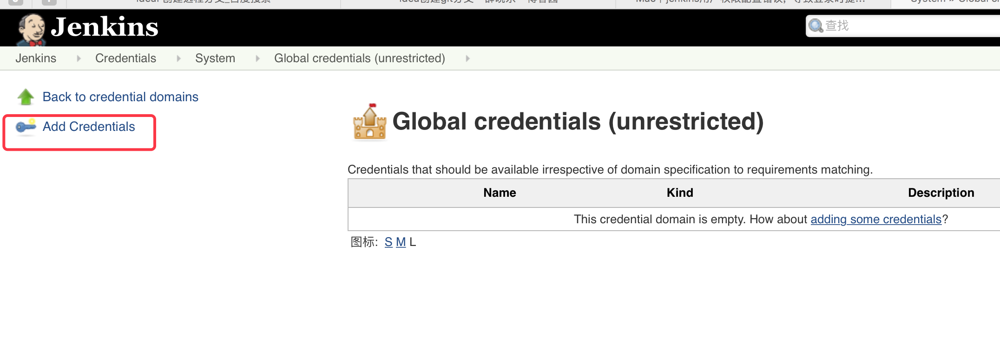 Jenkins
查找
Jenkins Credentials System Global credentials (unrestricted)
Back to credential domains
Add Credentials
Global credentials (unrestricted)
Credentials that should be available irrespective of domain specification to requirements matching.
Name Kind Description
This credential domain is empty. How about adding some credentials?
图标: S M L